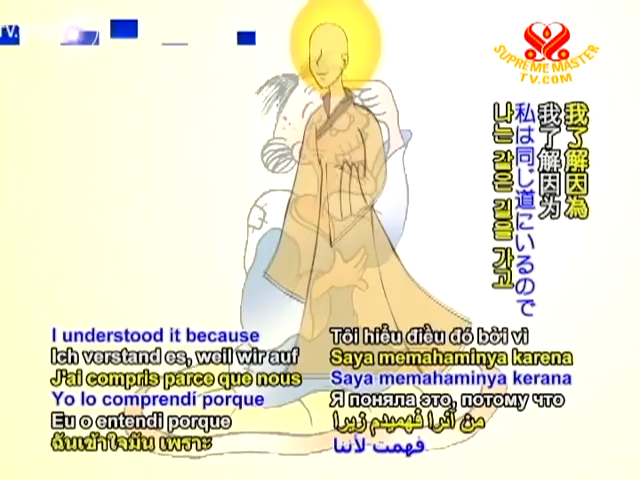 TV.
SUPREME MASTER
TV.COM
我了解因為
我了解因为
私は同じ道にいるので
나는 같은 길을 가고
I understood it because
Ich verstand es, weil wir auf
J'ai compris parce que nous
Yo lo comprendí porque
Eu o entendi porque
ฉันเข้าใจมัน เพราะ
Tôi hiểu điều đó bởi vì
Saya memahaminya karena
Saya memahaminya kerana
Я поняла это, потому что
من آنرا فهمیدم زیرا
فهمت لأننا